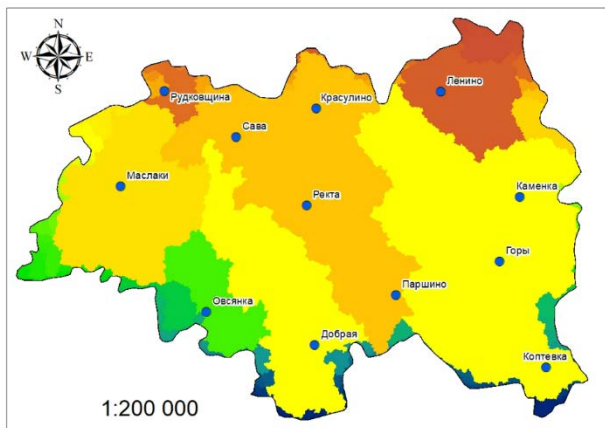 N
W E
S
Рудковщина
Ленино
Красулино
Сава
Маслаки
Каменка
Ректа
Горы
Паршино
Овсянка
Добрая
Коптевка
1:200 000